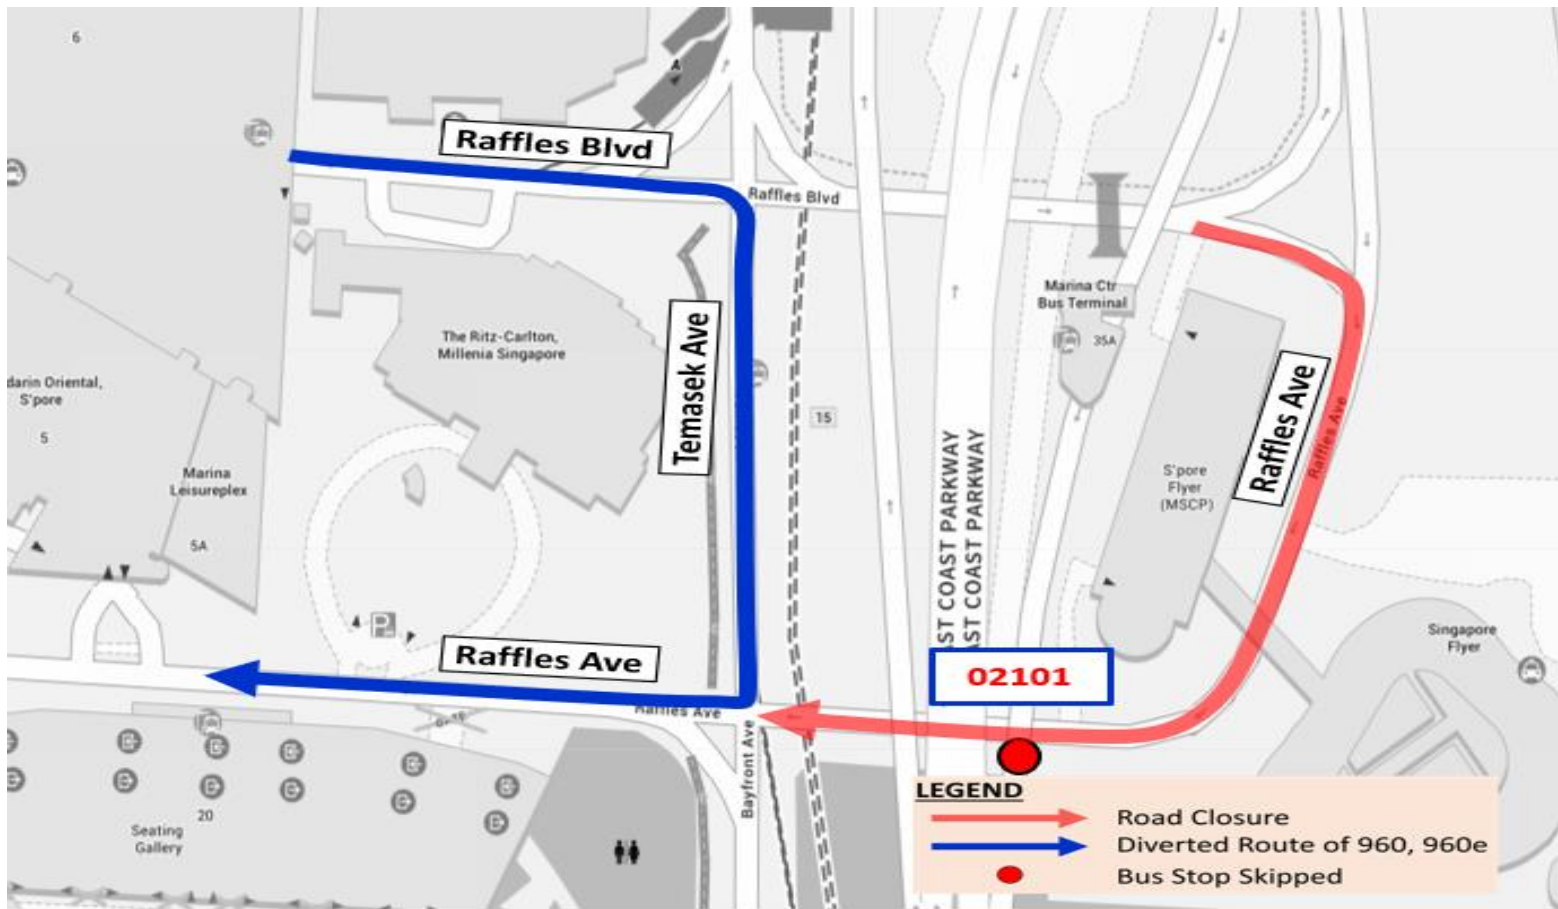 6
A
Raffles Blvd
Raffles Blvd
Marina Ctr
Bus Terminal
35A
The Ritz-Carlton,
Millenia Singapore
Temasek Ave
darin Oriental,
S'pore
5
15
Raffles Ave
Raffles Ave
Marina
Leisureplex
5A
S'pore
Flyer
(MSCP)
ST COAST PARKWAY
AST COAST PARKWAY
P
Singapore
Flyer
Raffles Ave
02101
Raffles Ave
Bayfront Ave
20
Seating
Gallery
LEGEND
Road Closure
Diverted Route of 960, 960e
Bus Stop Skipped